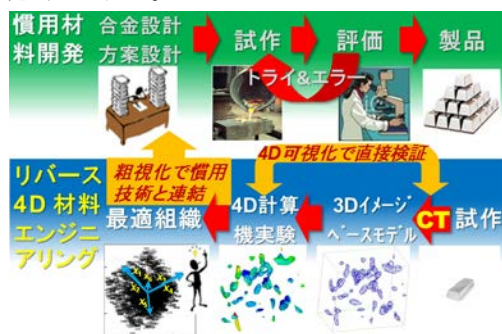 慣用材
料開発
合金設計
方案設計
試作
評価
製品
トライ&エラー
粗視化で慣用
技術と連結
4D可視化で直接検証
リバース
4D材料
エンジニ
アリング
最適組織
4D計算
機実験
3Dイメージ
ベースモデル
CT
試作
X₁
X₂
X₃